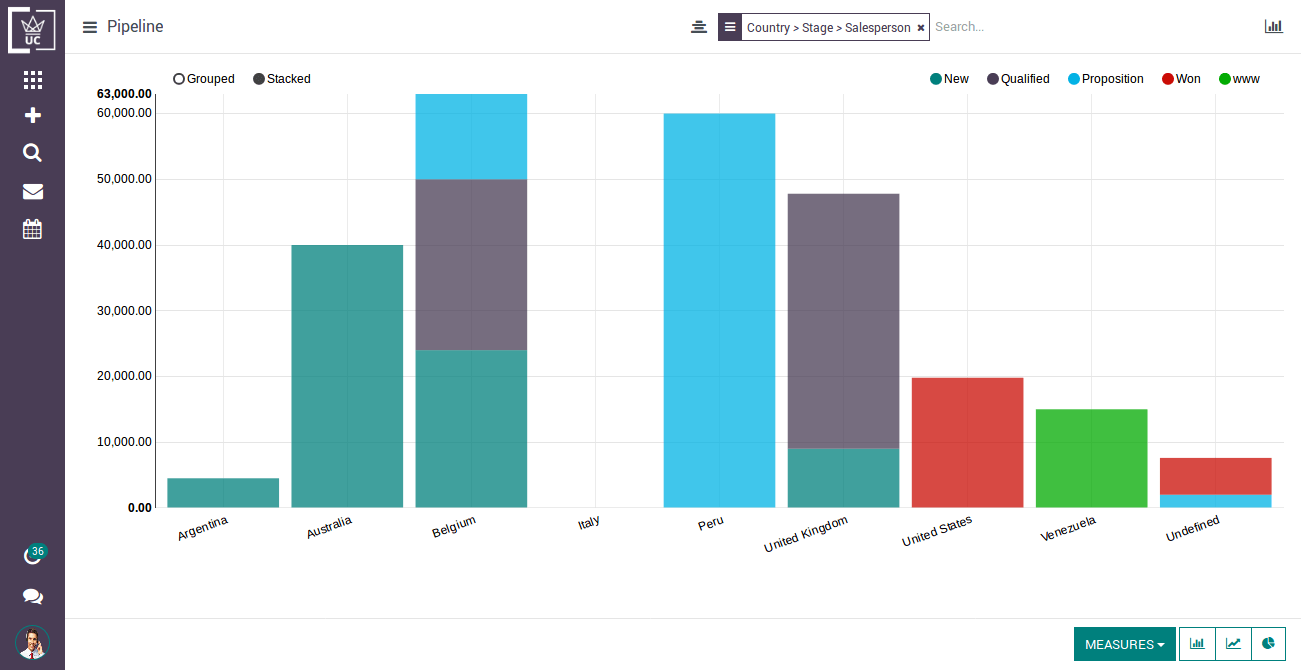 UC
Pipeline
Country > Stage > Salesperson ×
Search...
Grouped Stacked
New Qualified Proposition Won www
63,000.00
60,000.00
50,000.00
40,000.00
30,000.00
20,000.00
10,000.00
0.00
Argentina Australia Belgium Italy Peru United Kingdom United States Venezuela Undefined
36
MEASURES